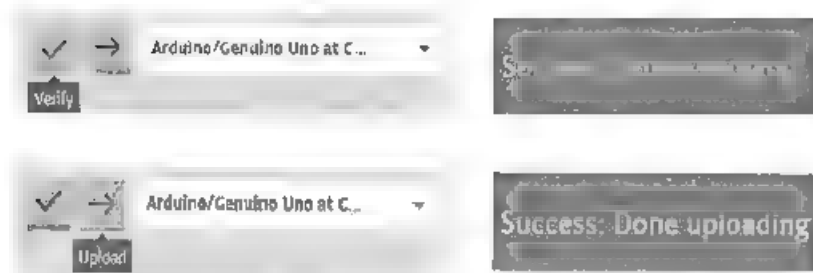 Arduino/Genuino Uno at C...
Verify
Arduino/Genuino Uno at C...
Success: Done uploading
Upload